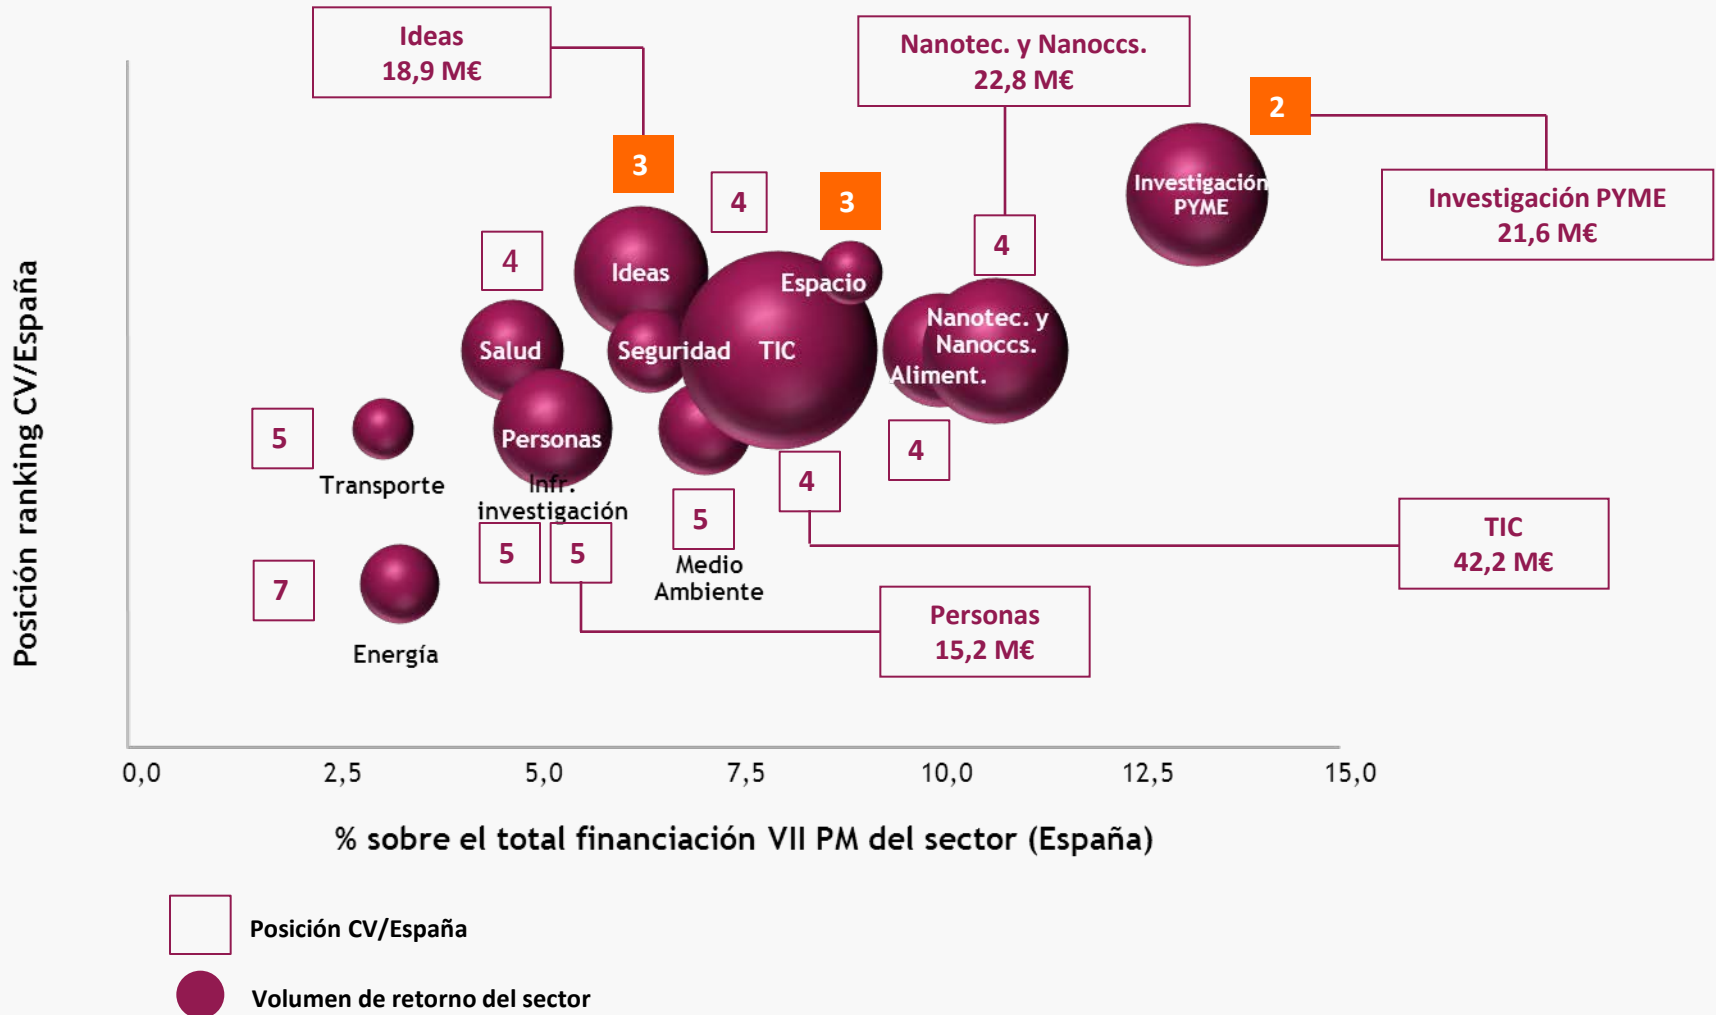 Ideas
18,9 M€
Nanotec. y Nanoccs.
22,8 M€
2
Investigación PYME
21,6 M€
3
4
3
4
4
Investigación
PYME
Ideas
Espacio
Nanotec. y
Nanoccs.
Salud
Seguridad
TIC
Aliment.
5
Personas
4
Transporte
Infr.
investigación
4
5
5
5
TIC
42,2 M€
7
Medio
Ambiente
Personas
15,2 M€
Energía
Posición ranking CV/España
0,0
2,5
5,0
7,5
10,0
12,5
15,0
% sobre el total financiación VII PM del sector (España)
Posición CV/España
Volumen de retorno del sector